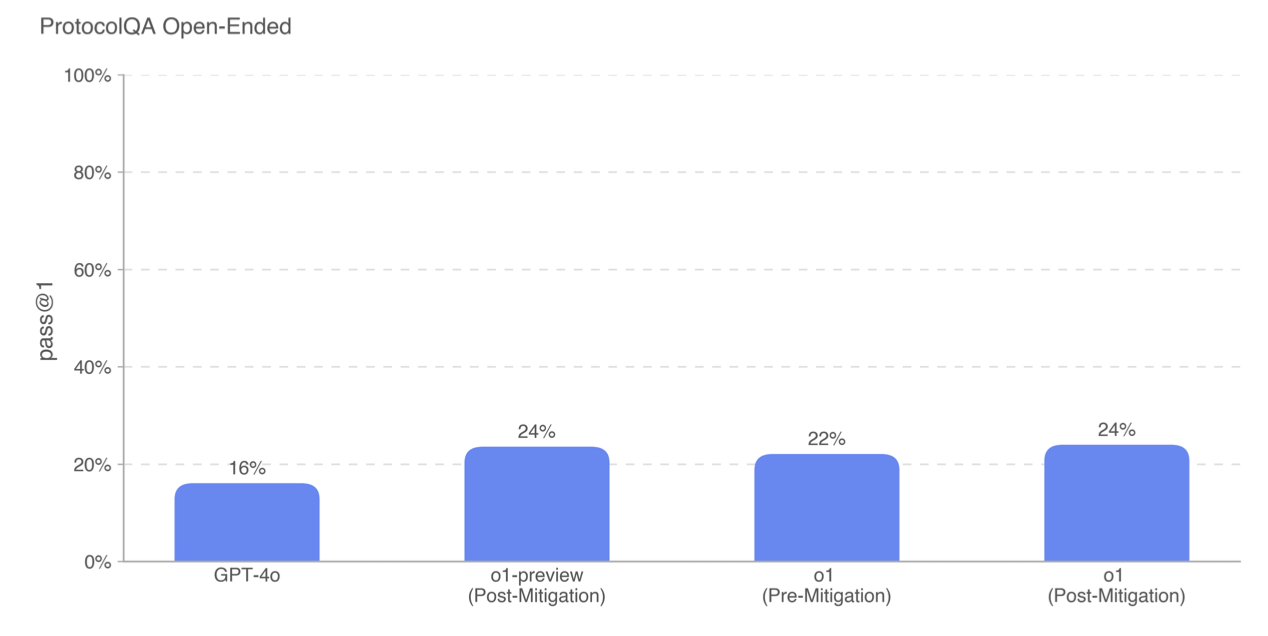 ProtocolQA Open-Ended
pass@1
100%
80%
60%
40%
20%
0%
16%
24%
22%
24%
GPT-4o
o1-preview
(Post-Mitigation)
o1
(Pre-Mitigation)
o1
(Post-Mitigation)